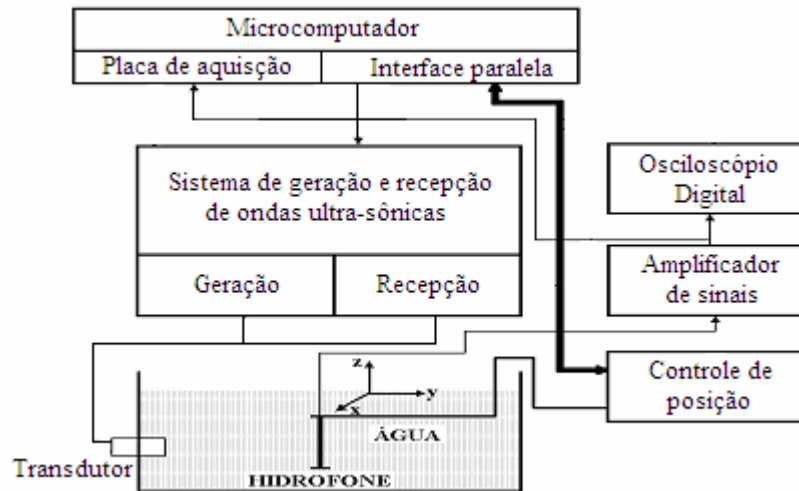 Microcomputador
Placa de aquisção
Interface paralela
Sistema de geração e recepção
de ondas ultra-sônicas
Geração
Recepção
Osciloscópio
Digital
Amplificador
de sinais
Controle de
posição
z
y
x
ÁGUA
Transdutor
HIDROFONE